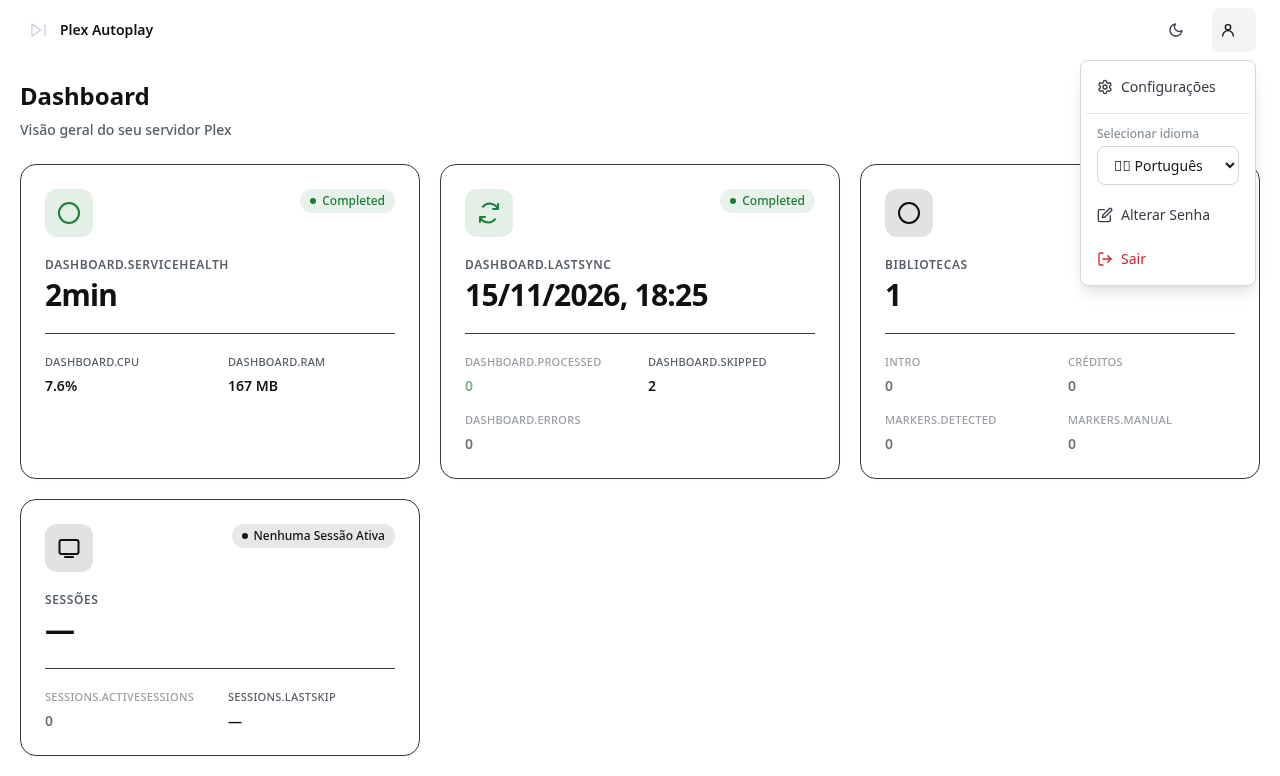 Plex Autoplay
Configurações
Selecionar idioma
Português
Alterar Senha
Sair
Dashboard
Visão geral do seu servidor Plex
Completed
DASHBOARD.SERVICEHEALTH
2min
DASHBOARD.CPU
DASHBOARD.RAM
7.6%
167 MB
Completed
DASHBOARD.LASTSYNC
15/11/2026, 18:25
DASHBOARD.PROCESSED
DASHBOARD.SKIPPED
0
2
DASHBOARD.ERRORS
0
BIBLIOTECAS
1
INTRO
CRÉDITOS
0
0
MARKERS.DETECTED
MARKERS.MANUAL
0
0
Nenhuma Sessão Ativa
SESSÕES
—
SESSIONS.ACTIVESESSIONS
SESSIONS.LASTSKIP
0
—